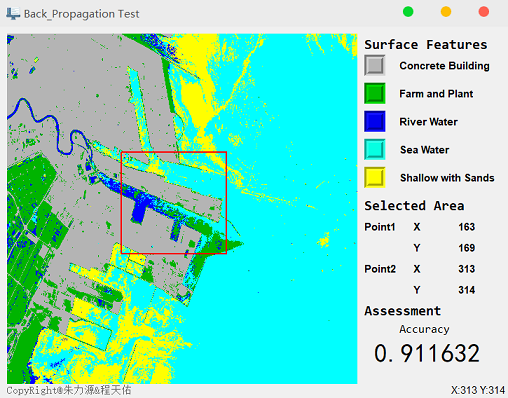 Back_Propagation Test
Surface Features
Concrete Building
Farm and Plant
River Water
Sea Water
Shallow with Sands
Selected Area
Point1 X 163
Y 169
Point2 X 313
Y 314
Assessment
Accuracy
0.911632
CopyRight@朱力源&程天佑
X:313 Y:314